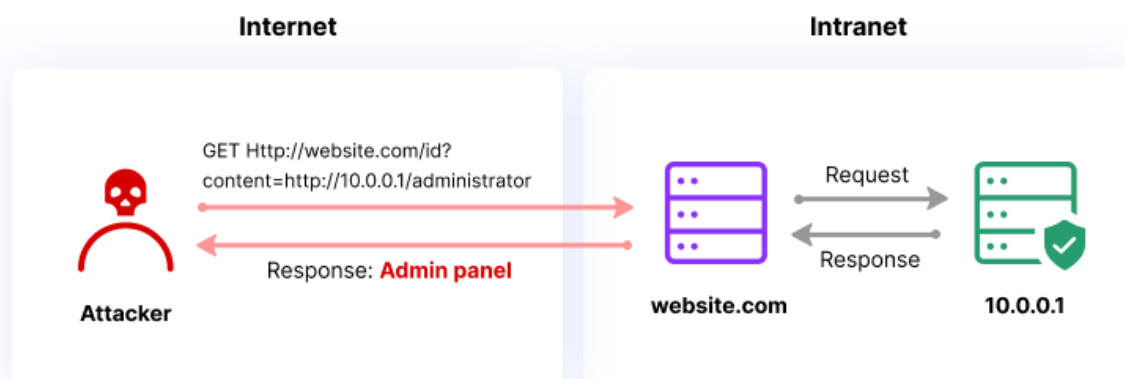 Internet
Intranet
GET Http://website.com/id?
content=http://10.0.0.1/administrator
Response: Admin panel
Attacker
Request
Response
website.com
10.0.0.1